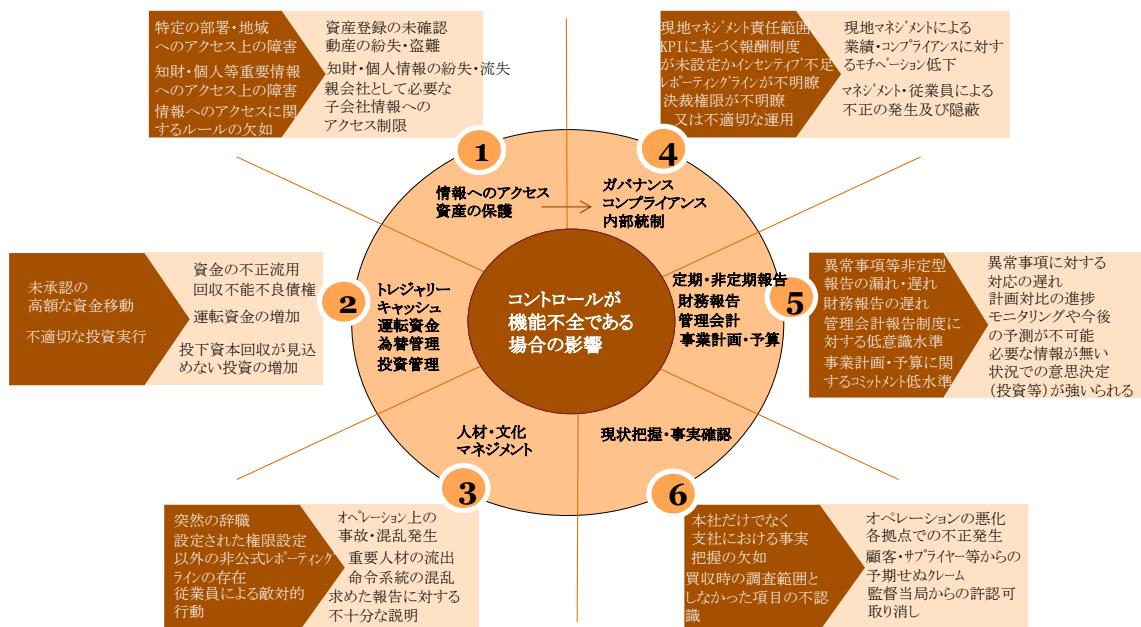 特定の部署・地域
へのアクセス上の障害
知財・個人等重要情報
へのアクセス上の障害
情報へのアクセスに関
するルールの欠如
資産登録の未確認
動産の紛失・盗難
知財・個人情報の紛失・流失
親会社として必要な
子会社情報への
アクセス制限
1
情報へのアクセス
資産の保護
現地マネジメント責任範囲、
KPIに基づく報酬制度
が未設定かインセンティブ不足
レポーティングラインが不明瞭
決裁権限が不明瞭
又は不適切な運用
現地マネジメントによる
業績・コンプライアンスに対す
るモチベーション低下
マネジメント・従業員による
不正の発生及び隠蔽
4
ガバナンス
コンプライアンス
内部統制
未承認の
高額な資金移動
不適切な投資実行
資金の不正流用
回収不能不良債権
運転資金の増加
投下資本回収が見込
めない投資の増加
2
トレジャリー
キャッシュ
運転資金
為替管理
投資管理
コントロールが
機能不全である
場合の影響
定期・非定期報告
財務報告
管理会計
事業計画・予算
5
異常事項等非定型
報告の漏れ・遅れ
財務報告の遅れ
管理会計報告制度に
対する低意識水準
事業計画・予算に関
するコミットメント低水準
異常事項に対する
対応の遅れ
計画対比の進捗
モニタリングや今後
の予測が不可能
必要な情報が無い
状況での意思決定
(投資等)が強いられる
人材・文化
マネジメント
3
突然の辞職
設定された権限設定
以外の非公式レポーティング
ラインの存在
従業員による敵対的
行動
オペレーション上の
事故・混乱発生
重要人材の流出
命令系統の混乱
求めた報告に対する
不十分な説明
現状把握・事実確認
6
本社だけでなく
支社における事実
把握の欠如
買収時の調査範囲と
しなかった項目の不認
識
オペレーションの悪化
各拠点での不正発生
顧客・サプライヤー等からの
予期せぬクレーム
監督当局からの許認可
取り消し